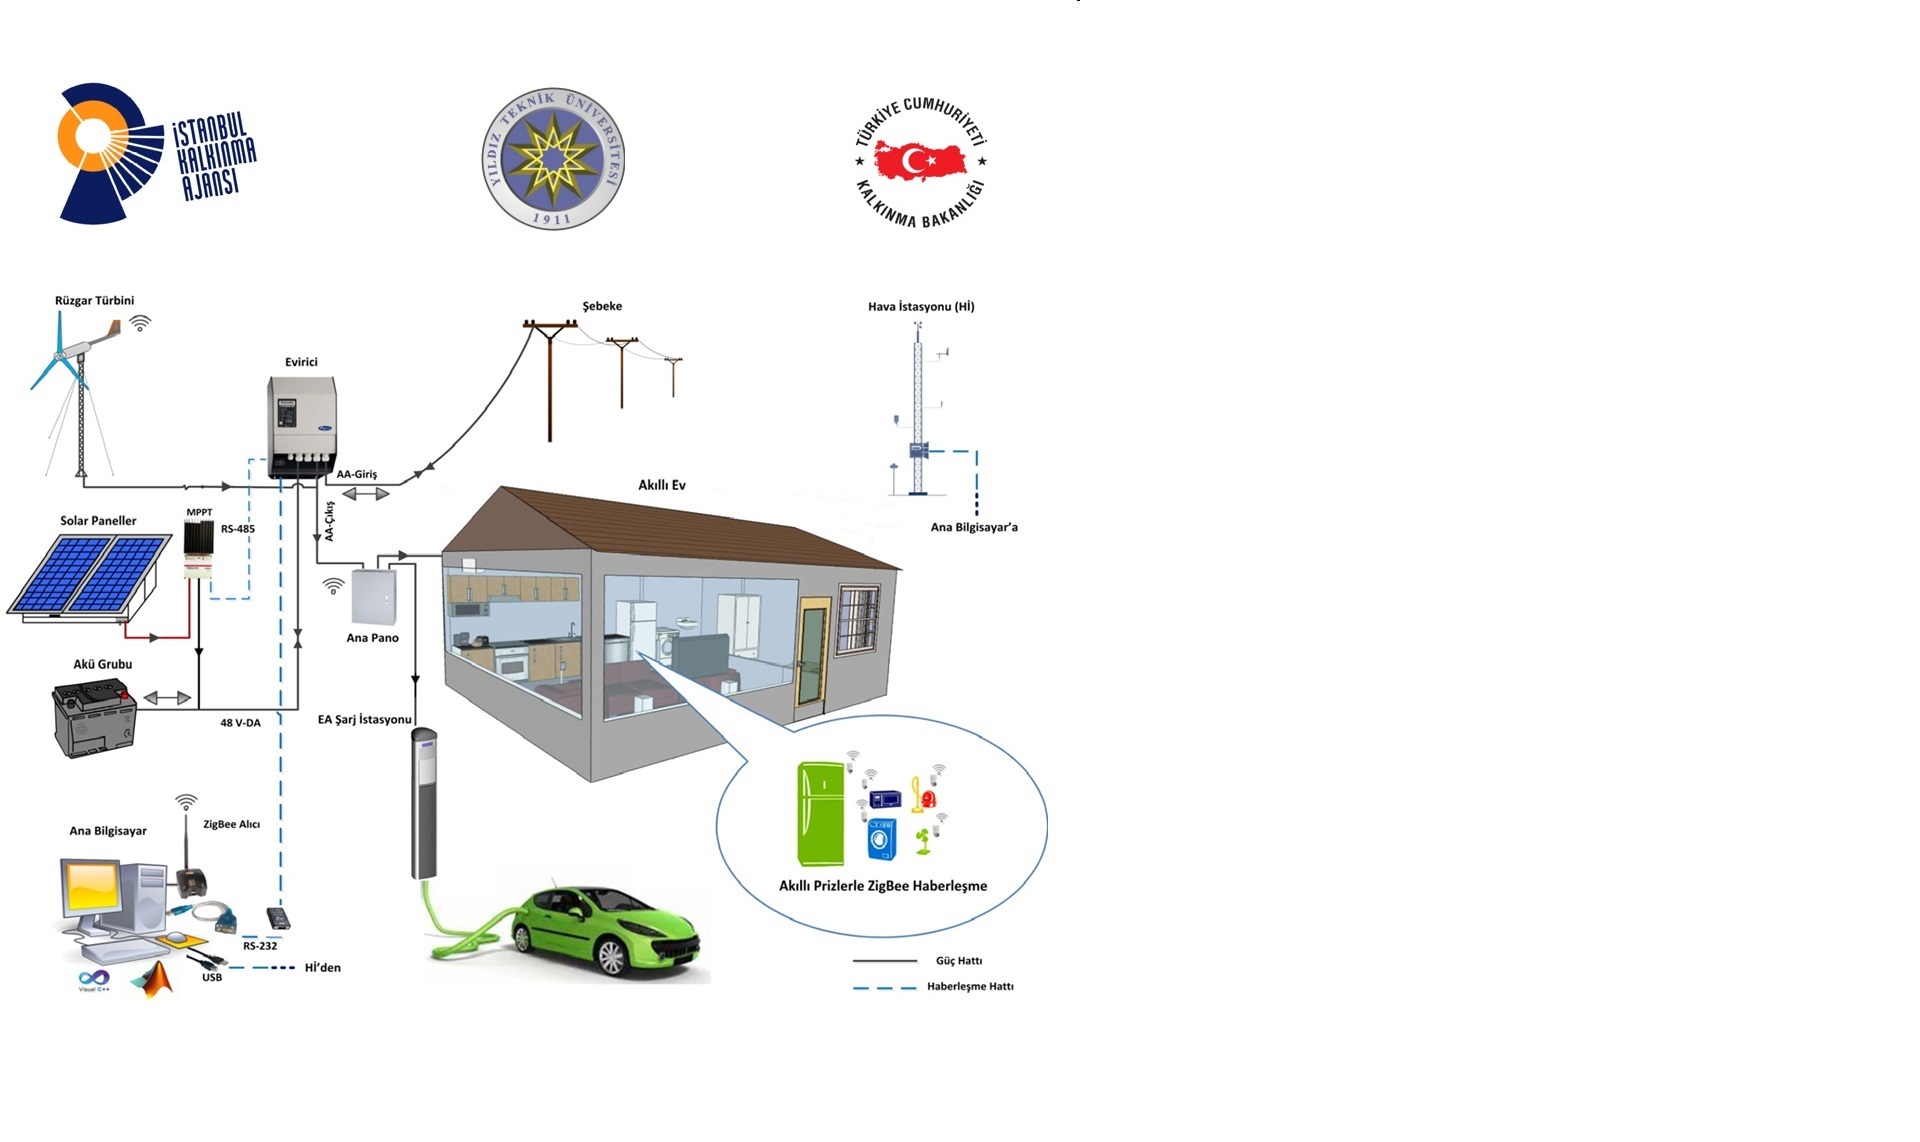 İSTANBUL
KALKINMA
AJANSI
YILDIZ TEKNİK ÜNİVERSİTESİ
1911
TÜRKİYE CUMHURİYETİ
KALKINMA BAKANLIĞI
Rüzgar Türbini
Şebeke
Hava İstasyonu (Hİ)
Evirici
AA-Giriş
Akıllı Ev
AA-Çıkış
MPPT
Solar Paneller
RS-485
Ana Bilgisayar’a
Ana Pano
Akü Grubu
48 V-DA
EA Şarj İstasyonu
ZigBee Alıcı
Ana Bilgisayar
Akıllı Prizlerle ZigBee Haberleşme
RS-232
USB
Hi’den
Visual C++
Güç Hattı
Haberleşme Hattı